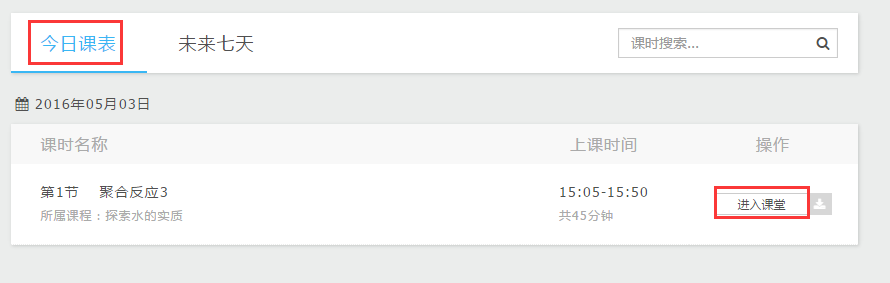 今日课表 未来七天 课时搜索...
2016年05月03日
课时名称 上课时间 操作
第1节 聚合反应3 15:05-15:50
进入课堂
所属课程：探索水的实质 共45分钟